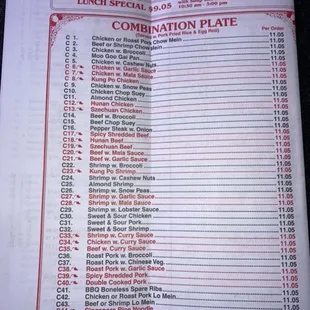 LUNCH SPECIAL $9.05
10:30 am - 3:00 pm
COMBINATION PLATE
(Served w. Pork Fried Rice & Egg Roll)
Per Order
C 1. Chicken or Roast Pork Chow Mein 11.05
C 2. Beef or Shrimp Chow Mein 11.05
C 3. Chicken w. Broccoli 11.05
C 4. Moo Goo Gai Pan 11.05
C 5. Chicken w. Cashew Nuts 11.05
C 6. Chicken w. Garlic Sauce 11.05
C 7. Chicken w. Mala Sauce 11.05
C 8. Kung Po Chicken 11.05
C 9. Chicken w. Snow Peas 11.05
C10. Chicken Chop Suey 11.05
C11. Almond Chicken 11.05
C12. Hunan Chicken 11.05
C13. Szechuan Chicken 11.05
C14. Beef w. Broccoli 11.05
C15. Beef Chop Suey 11.05
C16. Pepper Steak w. Onion 11.05
C17. Spicy Shredded Beef 11.05
C18. Hunan Beef 11.05
C19. Szechuan Beef 11.05
C20. Beef w. Mala Sauce 11.05
C21. Beef w. Garlic Sauce 11.05
C22. Shrimp w. Broccoli 11.05
C23. Kung Po Shrimp 11.05
C24. Shrimp w. Cashew Nuts 11.05
C25. Almond Shrimp 11.05
C26. Shrimp w. Snow Peas 11.05
C27. Shrimp w. Garlic Sauce 11.05
C28. Shrimp w. Mala Sauce 11.05
C29. Shrimp w. Lobster Sauce 11.05
C30. Sweet & Sour Chicken 11.05
C31. Sweet & Sour Pork 11.05
C32. Sweet & Sour Shrimp 11.05
C33. Shrimp w. Curry Sauce 11.05
C34. Chicken w. Curry Sauce 11.05
C35. Beef w. Curry Sauce 11.05
C36. Roast Pork w. Broccoli 11.05
C37. Roast Pork w. Chinese Veg. 11.05
C38. Roast Pork w. Garlic Sauce 11.05
C39. Spicy Shredded Pork 11.05
C40. Double Cooked Pork 11.05
C41. BBQ Boneless Spare Ribs 11.05
C42. Chicken or Roast Pork Lo Mein 11.05
C43. Beef or Shrimp Lo Mein 11.05